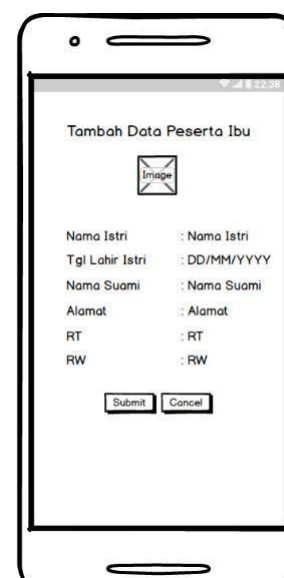 22:38
Tambah Data Peserta Ibu
Image
Nama Istri : Nama Istri
Tgl Lahir Istri : DD/MM/YYYY
Nama Suami : Nama Suami
Alamat : Alamat
RT : RT
RW : RW
Submit Cancel